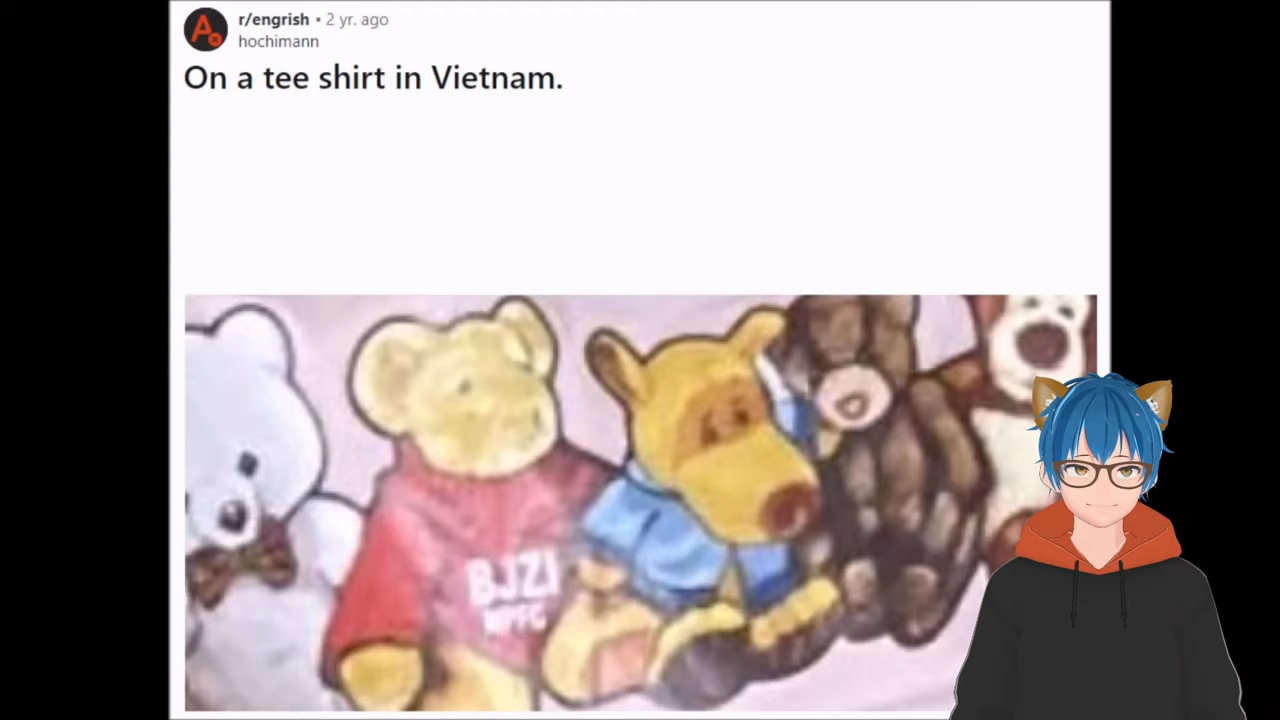 r/engrish • 2 yr. ago
hochimann
On a tee shirt in Vietnam.
BJZI